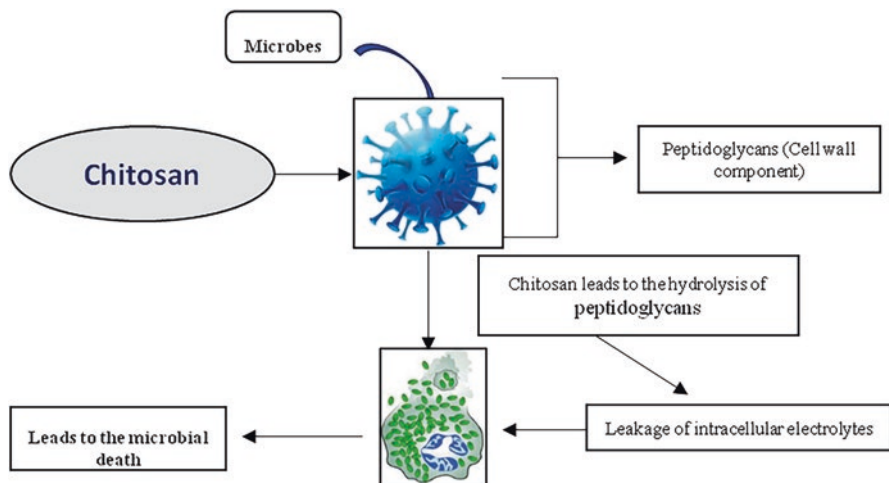 Microbes
Chitosan
Peptidoglycans (Cell wall
component)
Chitosan leads to the hydrolysis of
peptidoglycans
Leakage of intracellular electrolytes
Leads to the microbial
death